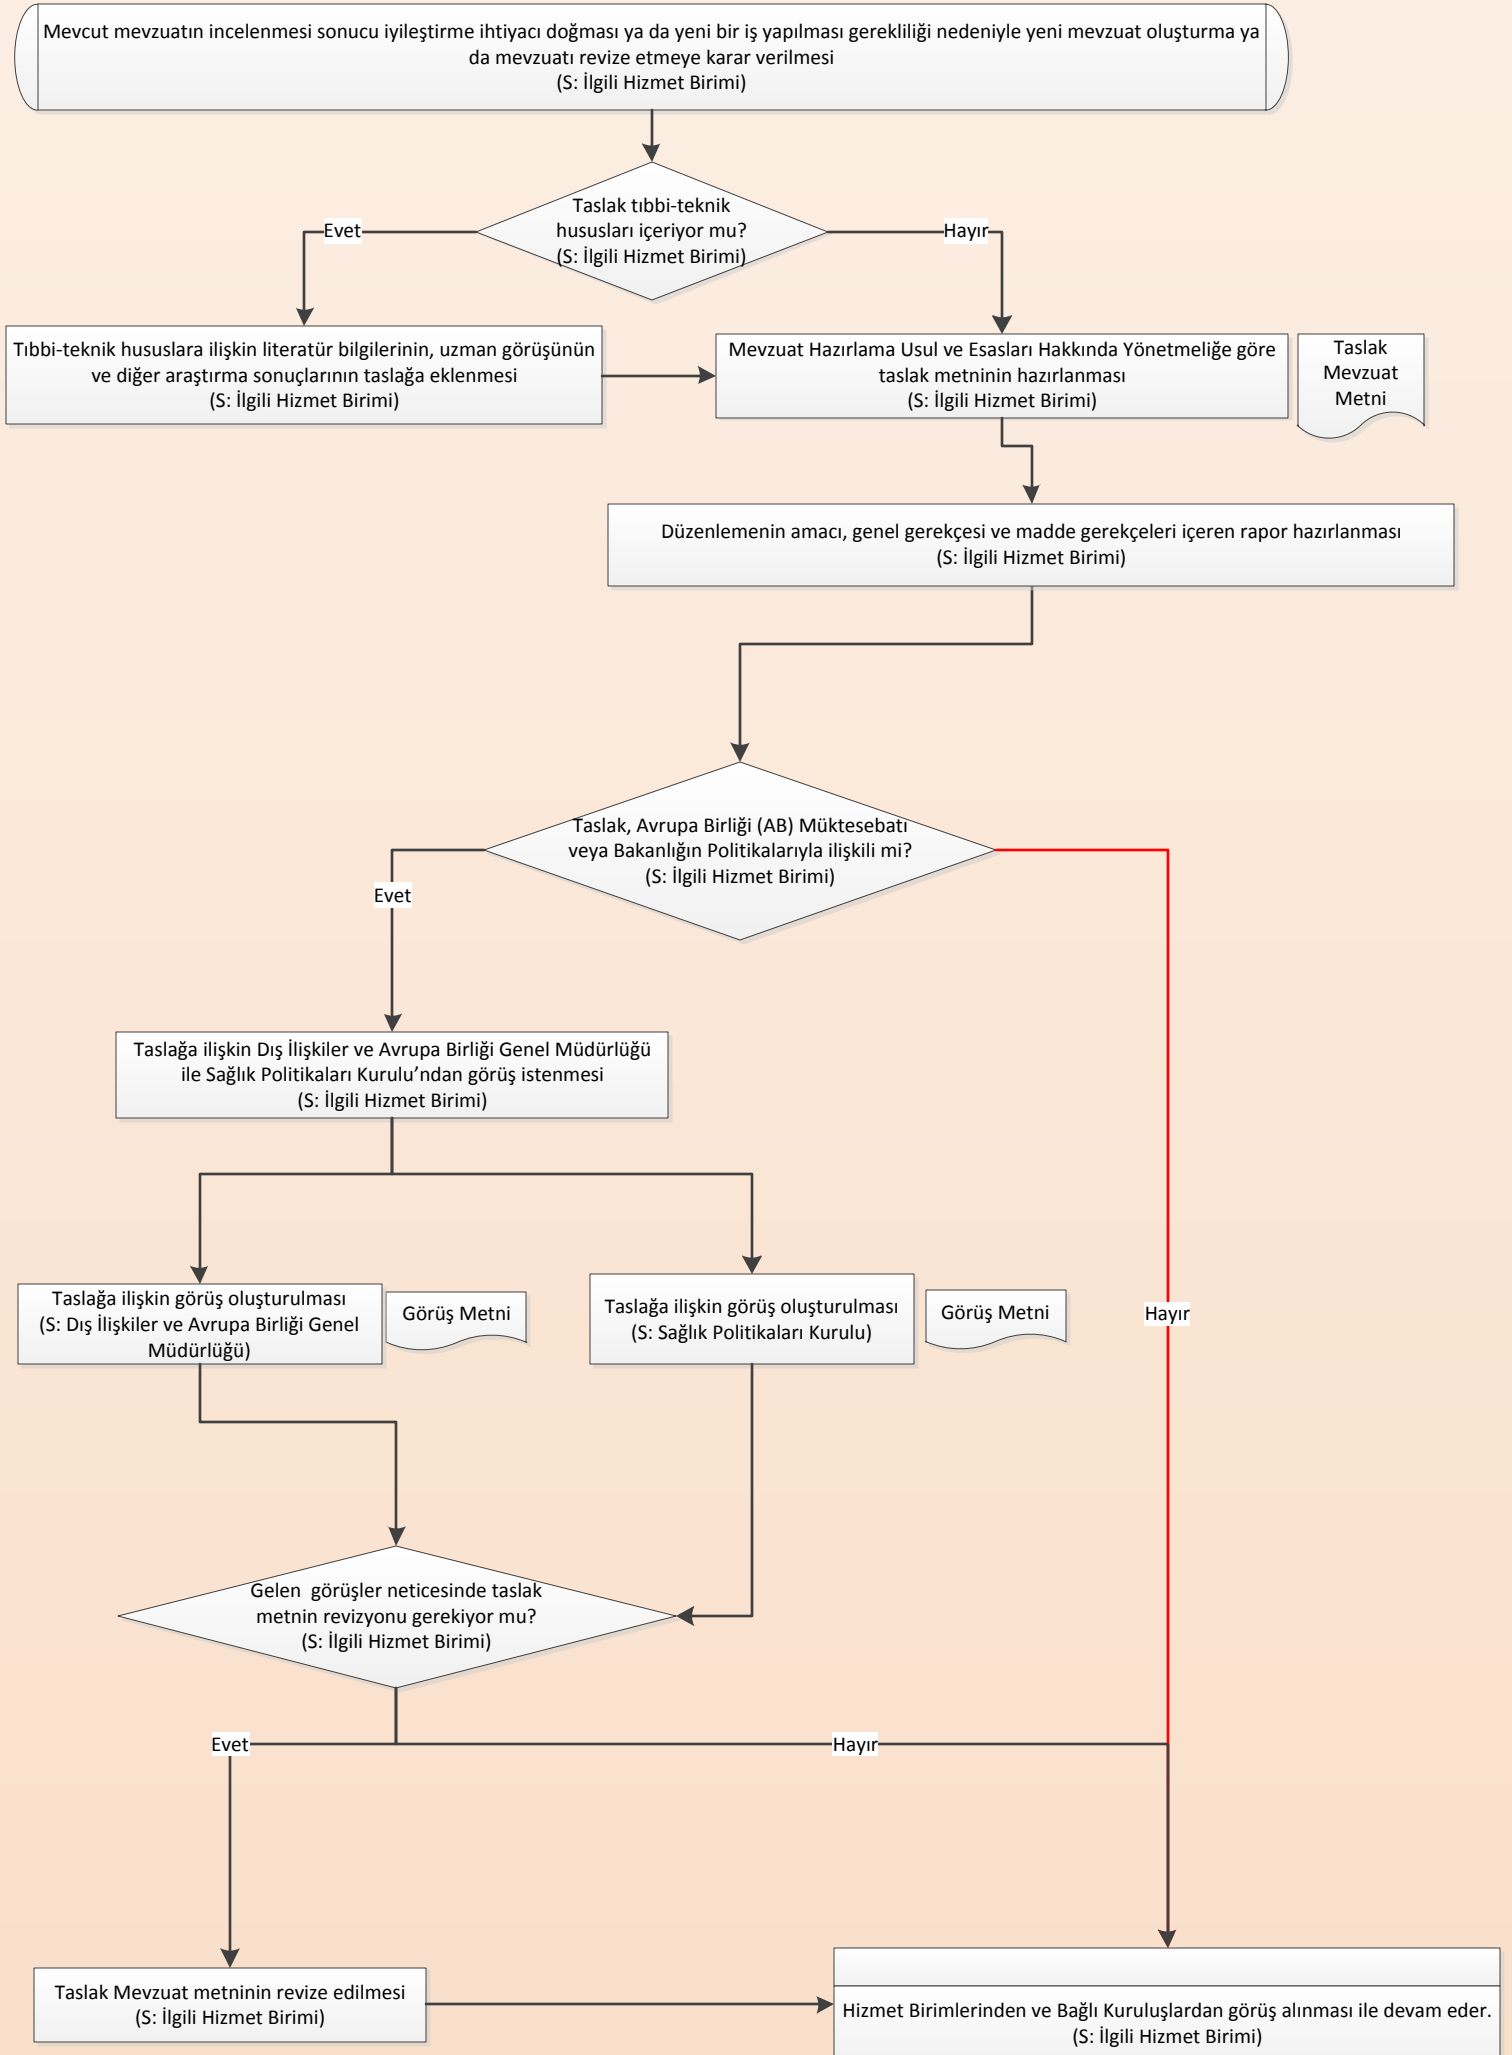 Mevcut mevzuatın incelenmesi sonucu iyileştirme ihtiyacı doğması ya da yeni bir iş yapılması gerekliliği nedeniyle yeni mevzuat oluşturma ya
da mevzuatı revize etmeye karar verilmesi
(S: İlgili Hizmet Birimi)
Taslak tıbbi-teknik
hususları içeriyor mu?
(S: İlgili Hizmet Birimi)
Evet
Hayır
Tıbbi-teknik hususlara ilişkin literatür bilgilerinin, uzman görüşünün
ve diğer araştırma sonuçlarının taslağa eklenmesi
(S: İlgili Hizmet Birimi)
Mevzuat Hazırlama Usul ve Esasları Hakkında Yönetmeliğe göre
taslak metninin hazırlanması
(S: İlgili Hizmet Birimi)
Taslak
Mevzuat
Metni
Düzenlemenin amacı, genel gerekçesi ve madde gerekçeleri içeren rapor hazırlanması
(S: İlgili Hizmet Birimi)
Taslak, Avrupa Birliği (AB) Müktesebatı
veya Bakanlığın Politikalarıyla ilişkili mi?
(S: İlgili Hizmet Birimi)
Evet
Taslağa ilişkin Dış İlişkiler ve Avrupa Birliği Genel Müdürlüğü
ile Sağlık Politikaları Kurulu’ndan görüş istenmesi
(S: İlgili Hizmet Birimi)
Taslağa ilişkin görüş oluşturulması
(S: Dış İlişkiler ve Avrupa Birliği Genel
Müdürlüğü)
Görüş Metni
Taslağa ilişkin görüş oluşturulması
(S: Sağlık Politikaları Kurulu)
Görüş Metni
Hayır
Gelen  görüşler neticesinde taslak
metnin revizyonu gerekiyor mu?
(S: İlgili Hizmet Birimi)
Evet
Hayır
Taslak Mevzuat metninin revize edilmesi
(S: İlgili Hizmet Birimi)
Hizmet Birimlerinden ve Bağlı Kuruluşlardan görüş alınması ile devam eder.
(S: İlgili Hizmet Birimi)